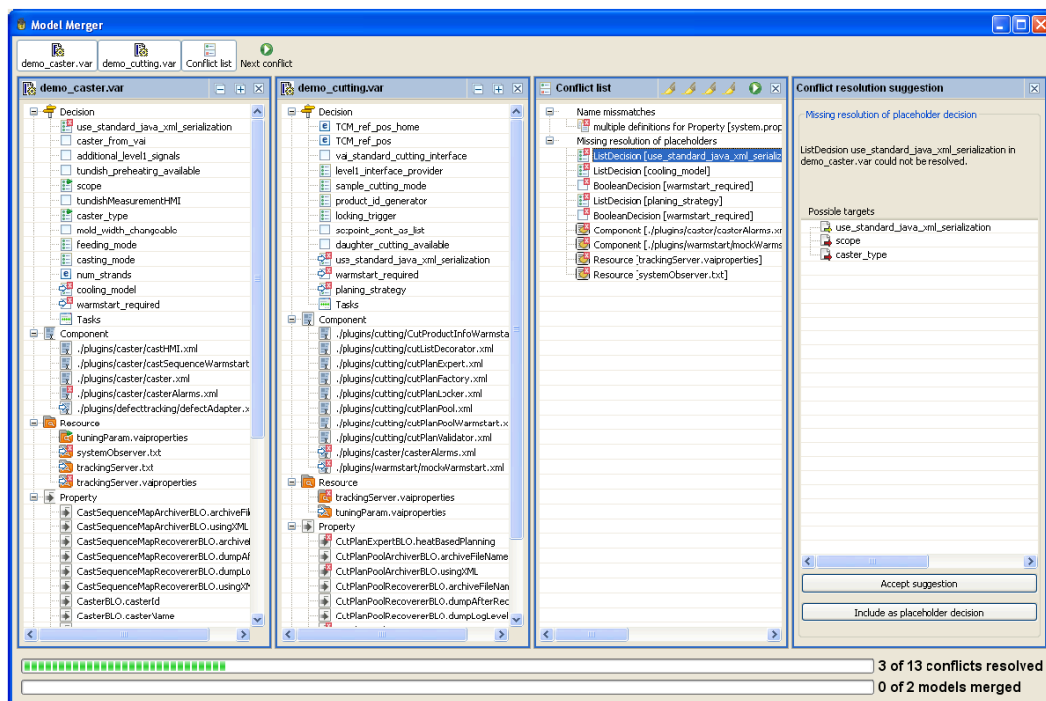 Model Merger
demo_caster.var
demo_cutting.var
Conflict list
Next conflict
demo_caster.var
Decision
use_standard_java_xml_serialization
caster_from_vai
additional_level1_signals
tundish_preheating_available
scope
tundishMeasurementHMI
caster_type
mold_width_changeable
feeding_mode
casting_mode
num_strands
cooling_model
warmstart_required
Tasks
Component
./plugins/caster/castHMI.xml
./plugins/caster/castSequenceWarmstart
./plugins/caster/caster.xml
./plugins/caster/casterAlarms.xml
./plugins/defecttracking/defectAdapter.x
Resource
tuningParam.vaiproperties
systemObserver.txt
trackingServer.txt
trackingServer.vaiproperties
Property
CastSequenceMapArchiverBLO.archiveFil
CastSequenceMapArchiverBLO.usingXML
CastSequenceMapRecovererBLO.archive
CastSequenceMapRecovererBLO.dumpAf
CastSequenceMapRecovererBLO.dumpLo
CastSequenceMapRecovererBLO.usingXM
CasterBLO.casterId
CasterBLO.casterName
demo_cutting.var
Decision
TCM_ref_pos_home
TCM_ref_pos
vai_standard_cutting_interface
level1_interface_provider
sample_cutting_mode
product_id_generator
locking_trigger
setpoint_sent_as_list
daughter_cutting_available
use_standard_java_xml_serialization
warmstart_required
planing_strategy
Tasks
Component
./plugins/cutting/CutProductInfoWarmsta
./plugins/cutting/cutListDecorator.xml
./plugins/cutting/cutPlanExpert.xml
./plugins/cutting/cutPlanFactory.xml
./plugins/cutting/cutPlanLocker.xml
./plugins/cutting/cutPlanPool.xml
./plugins/cutting/cutPlanPoolWarmstart.x
./plugins/cutting/cutPlanValidator.xml
./plugins/caster/casterAlarms.xml
./plugins/warmstart/mockWarmstart.xml
Resource
trackingServer.vaiproperties
tuningParam.vaiproperties
Property
CutPlanExpertBLO.heatBasedPlanning
CutPlanPoolArchiverBLO.archiveFileName
CutPlanPoolArchiverBLO.usingXML
CutPlanPoolRecovererBLO.archiveFileNan
CutPlanPoolRecovererBLO.dumpAfterRec
CutPlanPoolRecovererBLO.dumpLogLevel
Conflict list
Name missmatches
multiple definitions for Property [system.prop
Missing resolution of placeholders
ListDecision [use_standard_java_xml_serializ
ListDecision [cooling_model]
BooleanDecision [warmstart_required]
ListDecision [planing_strategy]
BooleanDecision [warmstart_required]
Component [./plugins/caster/casterAlarms.xr
Component [./plugins/warmstart/mockWarms
Resource [trackingServer.vaiproperties]
Resource [systemObserver.txt]
Conflict resolution suggestion
Missing resolution of placeholder decision
ListDecision use_standard_java_xml_serialization in
demo_caster.var could not be resolved.
Possible targets
use_standard_java_xml_serialization
scope
caster_type
Accept suggestion
Include as placeholder decision
3 of 13 conflicts resolved
0 of 2 models merged